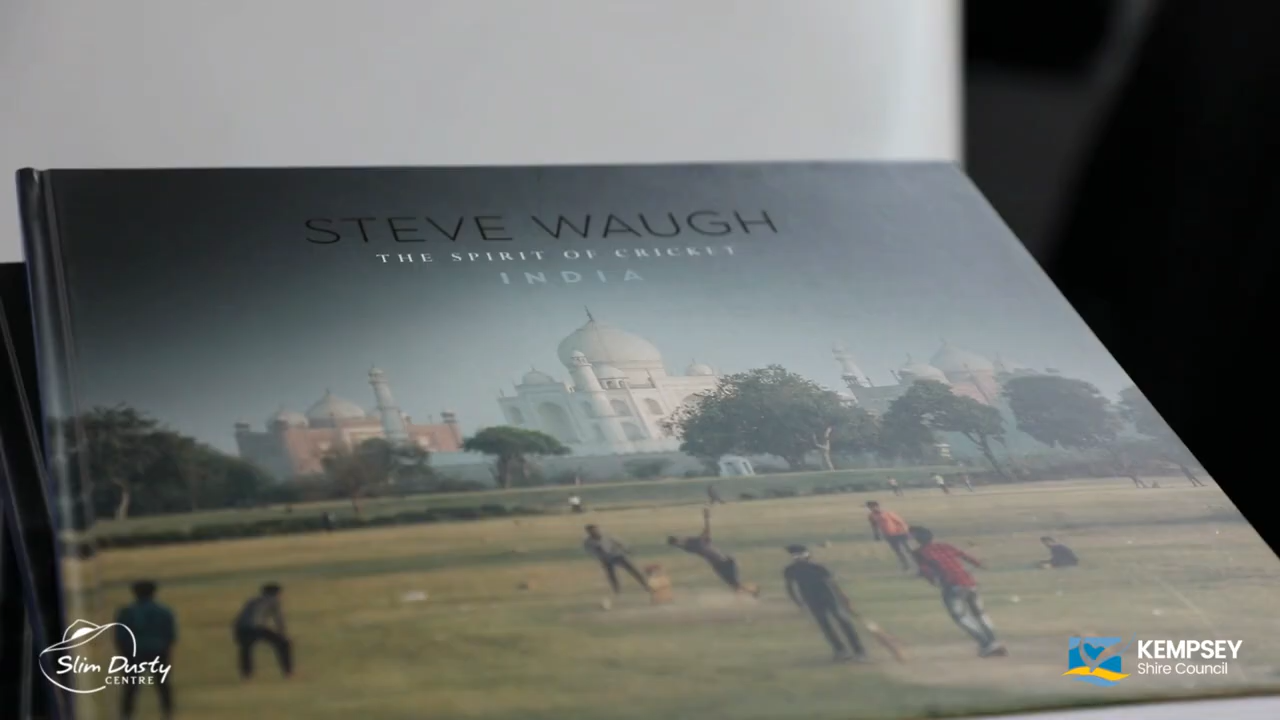 STEVE WAUGH
THE SPIRIT OF CRICKET
INDIA
Slim Dusty
CENTRE
KEMPSEY
Shire Council